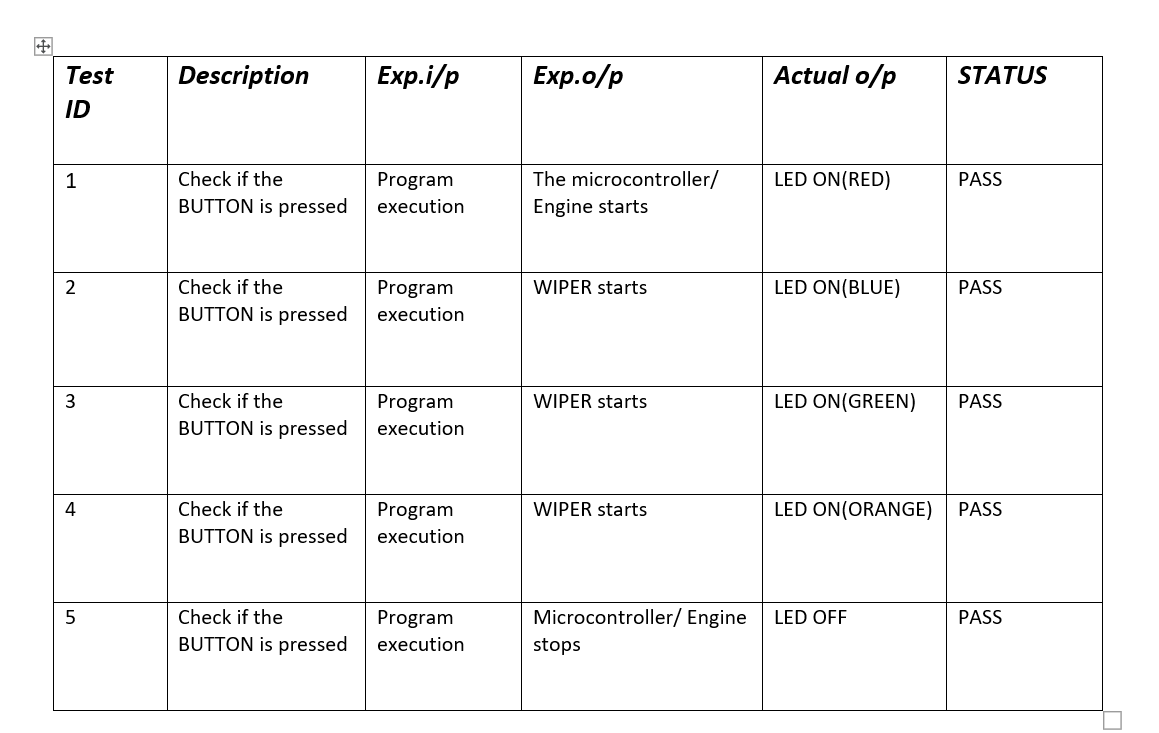 Test ID Description Exp.i/p Exp.o/p Actual o/p STATUS
1 Check if the BUTTON is pressed Program execution The microcontroller/ Engine starts LED ON(RED) PASS
2 Check if the BUTTON is pressed Program execution WIPER starts LED ON(BLUE) PASS
3 Check if the BUTTON is pressed Program execution WIPER starts LED ON(GREEN) PASS
4 Check if the BUTTON is pressed Program execution WIPER starts LED ON(ORANGE) PASS
5 Check if the BUTTON is pressed Program execution Microcontroller/ Engine stops LED OFF PASS